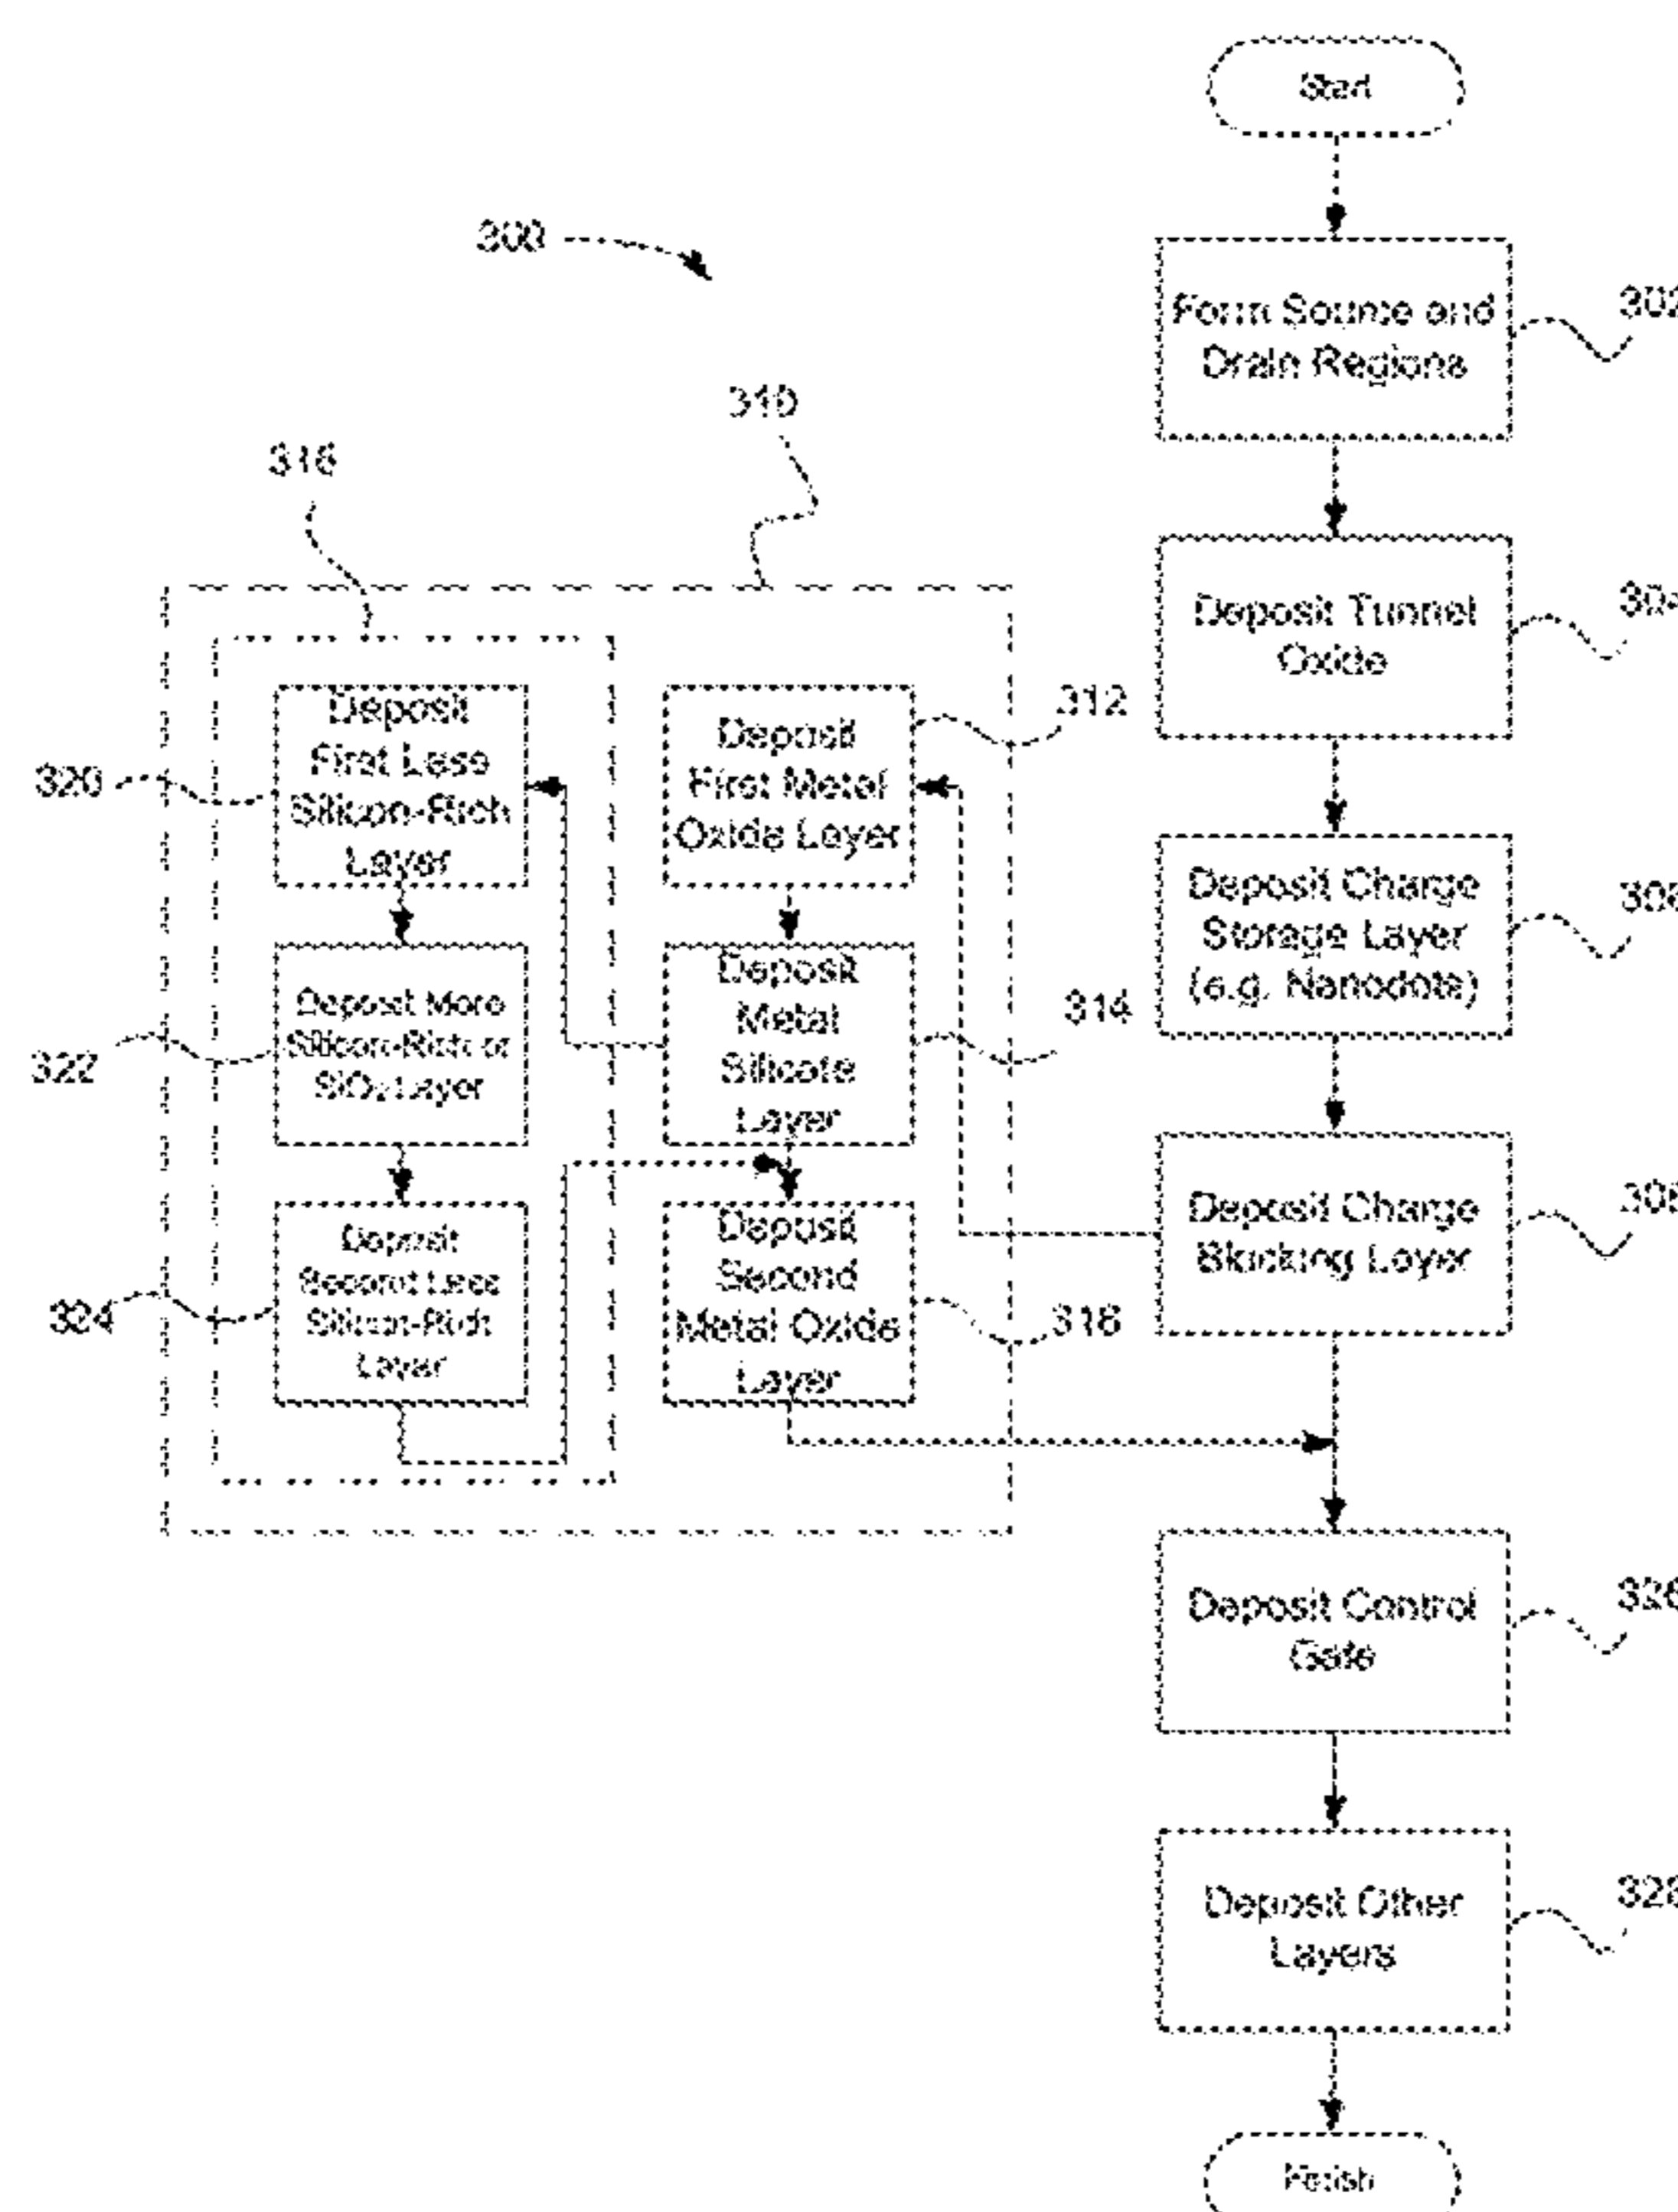 Start
300
Form Source and
Drain Regions
302
310
316
Deposit Tunnel
Oxide
304
Deposit
First Less
Silicon-Rich
Layer
320
Deposit
First Metal
Oxide Layer
312
Deposit Charge
Storage Layer
(e.g. Nanodots)
Deposit More
Silicon-Rich or
SiO₂ Layer
322
Deposit
Metal
Silicate
Layer
314
Deposit Charge
Blocking Layer
Deposit
Second Less
Silicon-Rich
Layer
324
Deposit
Second
Metal Oxide
Layer
318
Deposit Control
Gate
326
Deposit Other
Layers
328
Finish